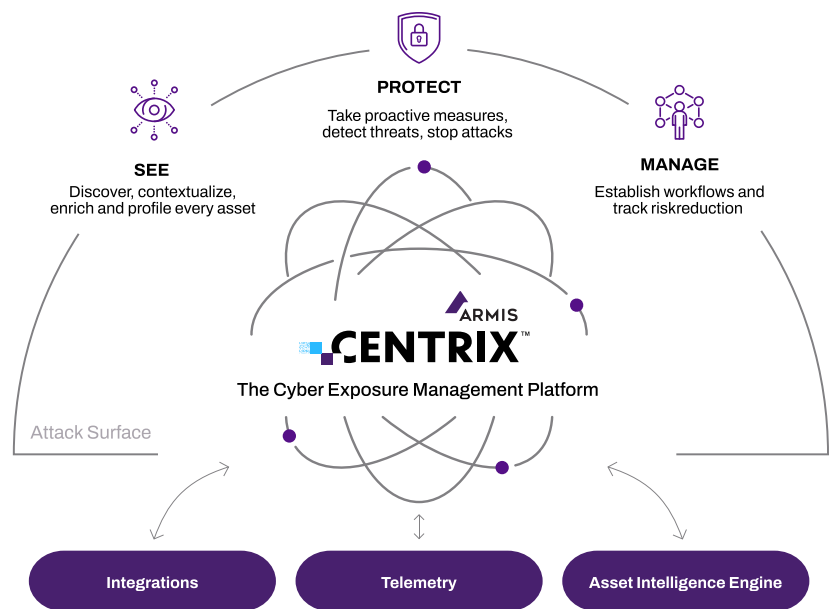 PROTECT
Take proactive measures,
detect threats, stop attacks
SEE
Discover, contextualize,
enrich and profile every asset
MANAGE
Establish workflows and
track riskreduction
ARMIS
CENTRIX™
The Cyber Exposure Management Platform
Attack Surface
Integrations
Telemetry
Asset Intelligence Engine